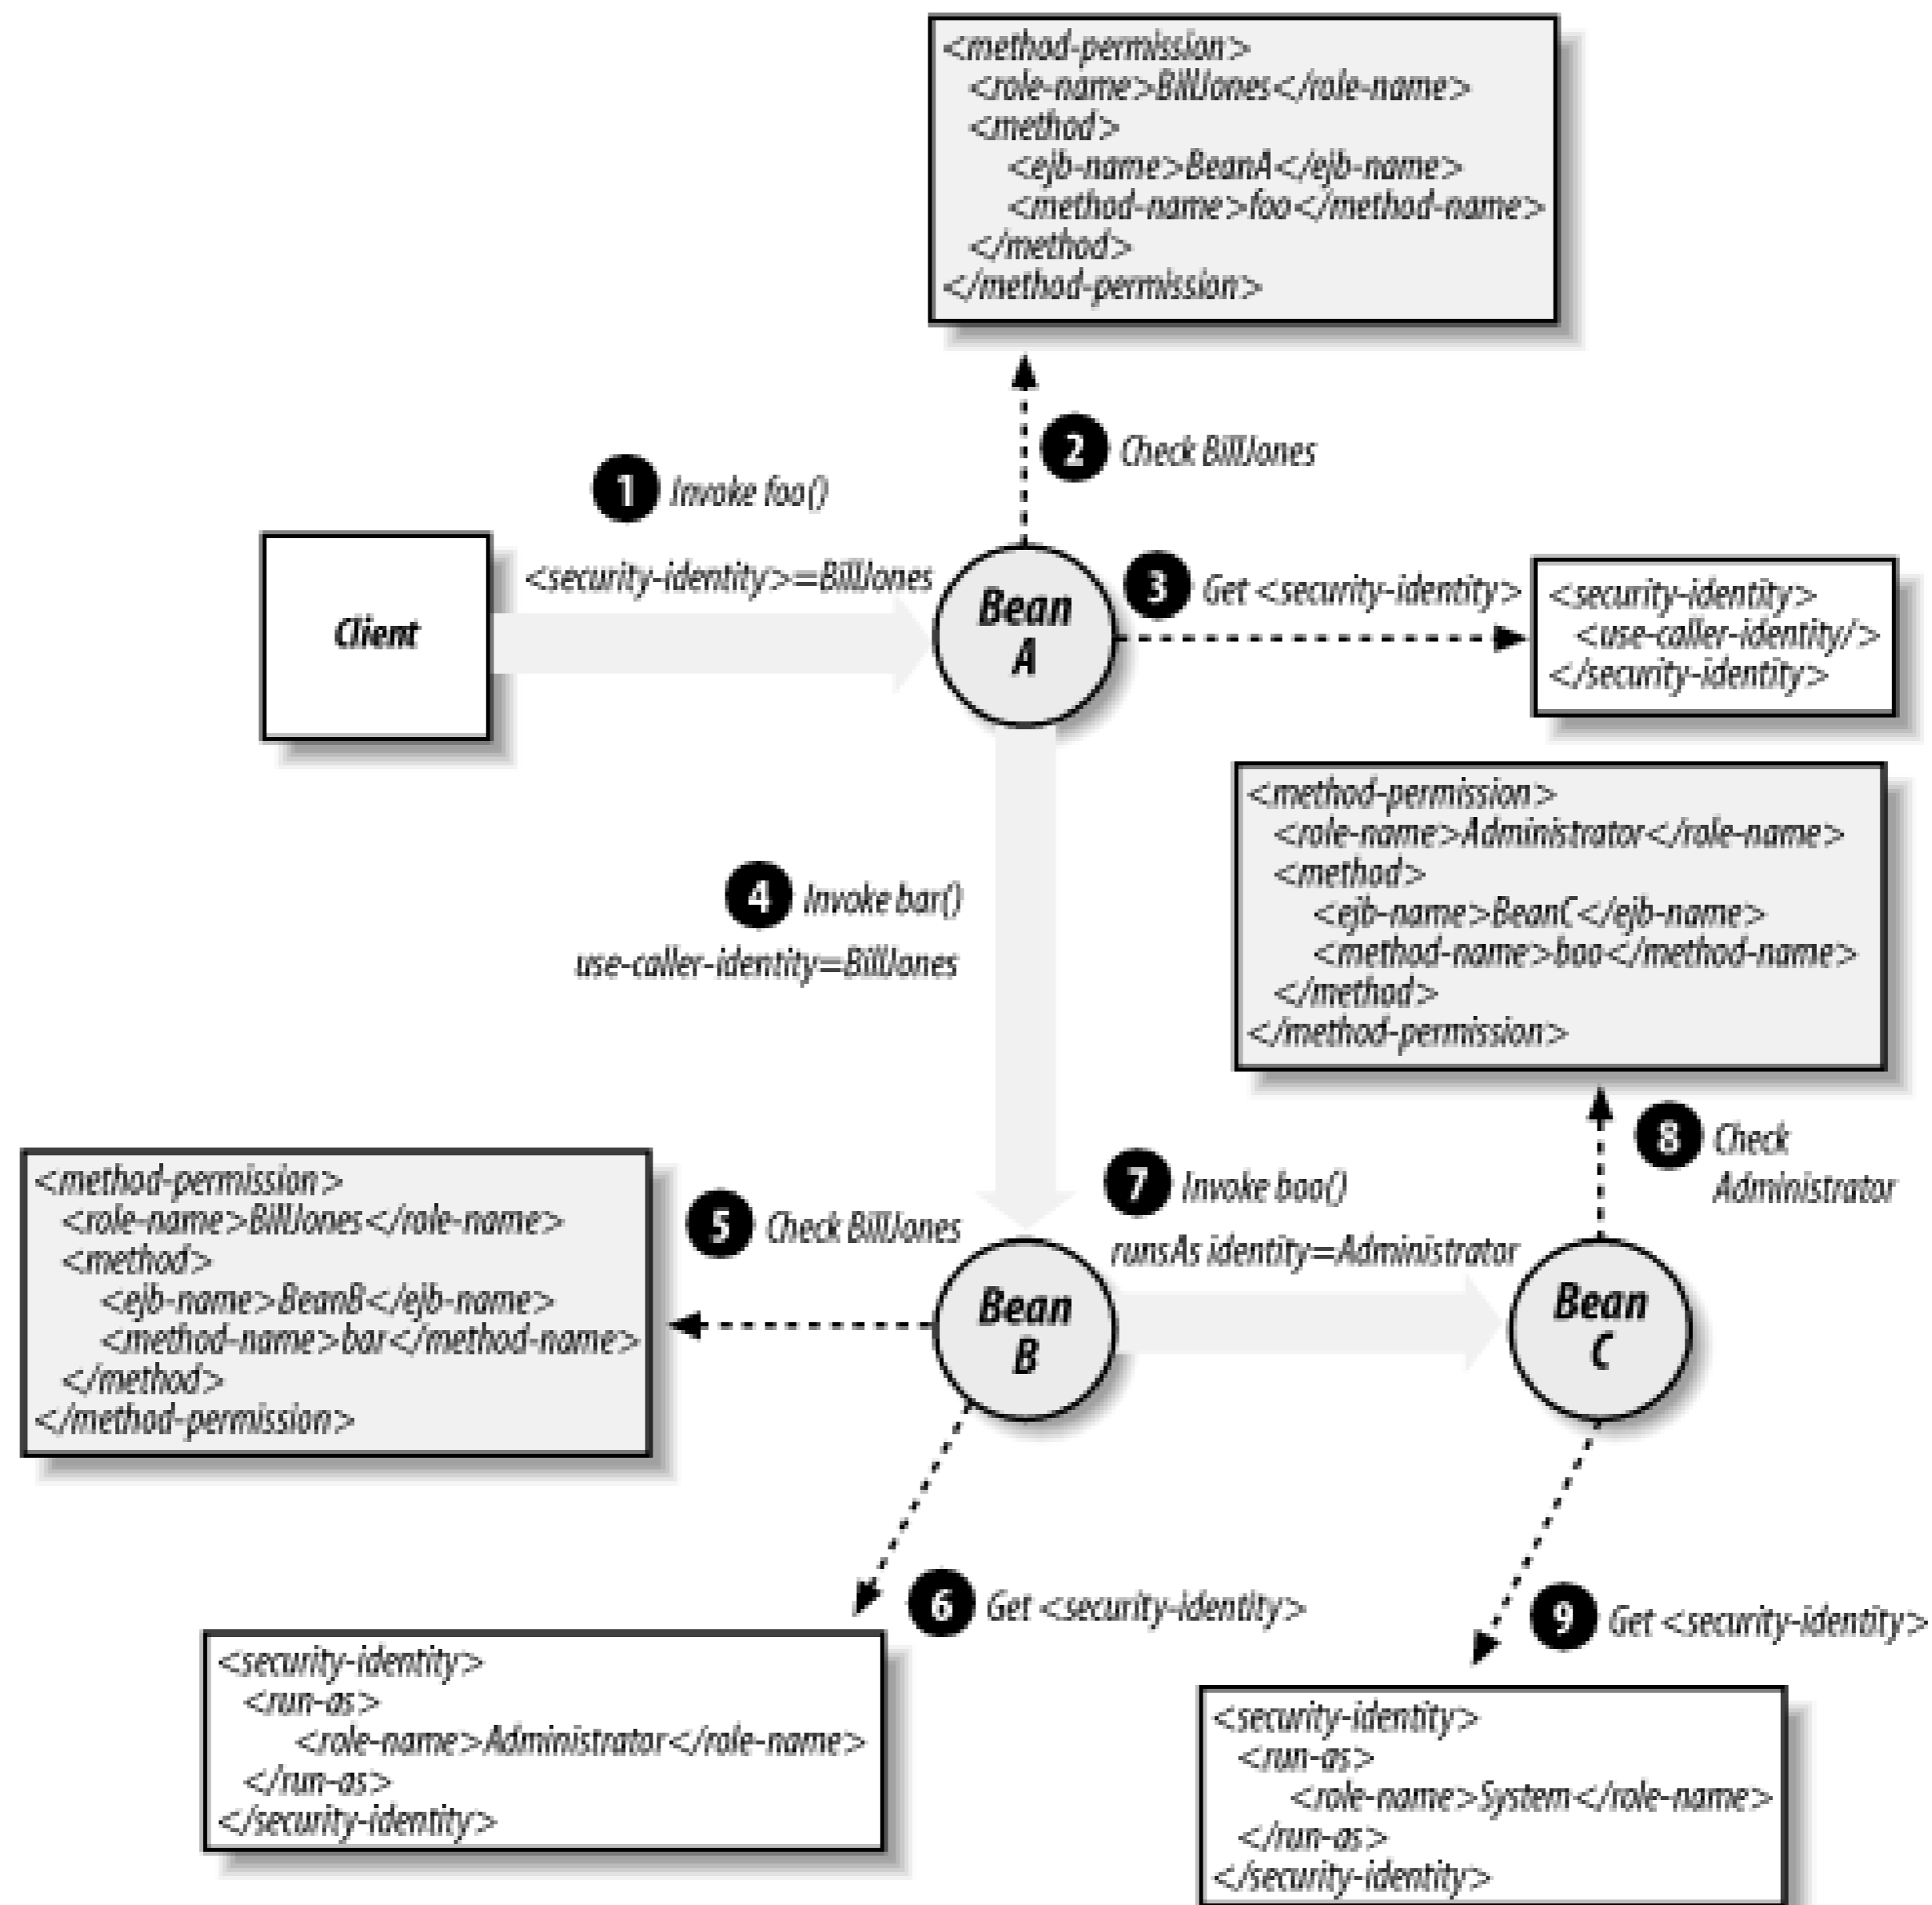 <method-permission>
<role-name>BillJones</role-name>
<method>
<ejb-name>BeanA</ejb-name>
<method-name>foo</method-name>
</method>
</method-permission>
2 Check BillJones
1 Invoke foo()
<security-identity>=BillJones
Client
Bean
A
3 Get <security-identity>
<security-identity>
<use-caller-identity/>
</security-identity>
<method-permission>
<role-name>Administrator</role-name>
<method>
<ejb-name>BeanC</ejb-name>
<method-name>boo</method-name>
</method>
</method-permission>
4 Invoke bar()
use-caller-identity=BillJones
8 Check
Administrator
<method-permission>
<role-name>BillJones</role-name>
<method>
<ejb-name>BeanB</ejb-name>
<method-name>bar</method-name>
</method>
</method-permission>
5 Check BillJones
7 Invoke boo()
runsAs identity=Administrator
Bean
B
Bean
C
6 Get <security-identity>
9 Get <security-identity>
<security-identity>
<run-as>
<role-name>Administrator</role-name>
</run-as>
</security-identity>
<security-identity>
<run-as>
<role-name>System</role-name>
</run-as>
</security-identity>